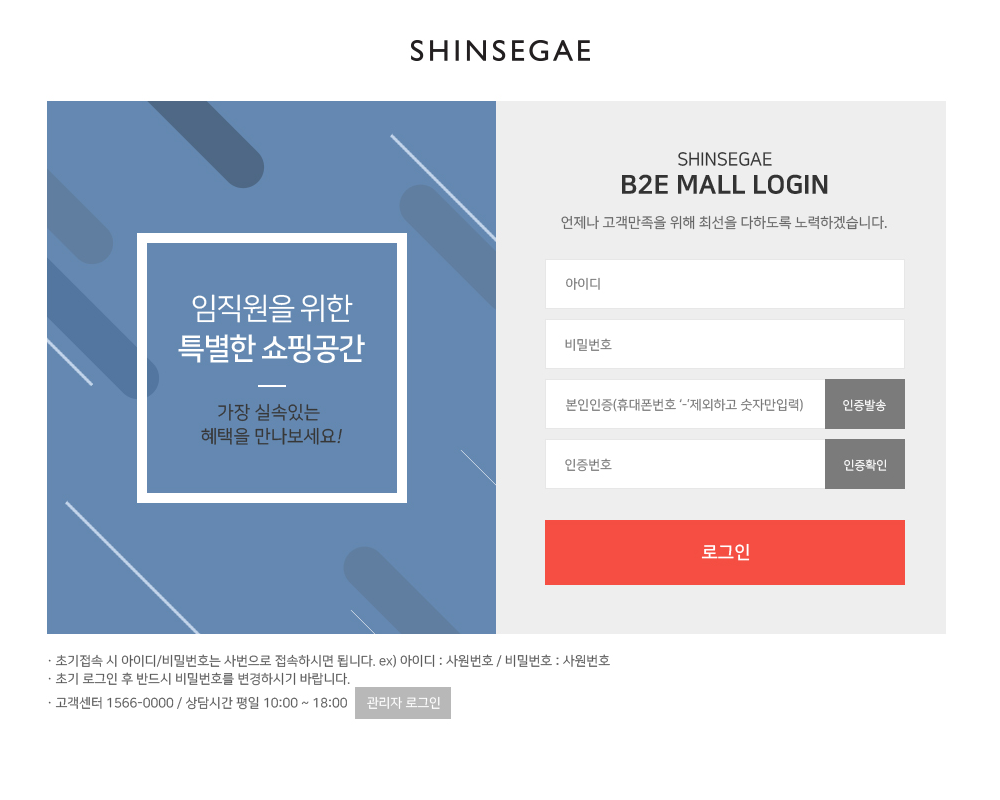 SHINSEGAE
임직원을 위한
특별한 쇼핑공간
가장 실속있는
혜택을 만나보세요!
SHINSEGAE
B2E MALL LOGIN
언제나 고객만족을 위해 최선을 다하도록 노력하겠습니다.
아이디
비밀번호
본인인증(휴대폰번호 '-'제외하고 숫자만입력) 인증발송
인증번호 인증확인
로그인
· 초기접속 시 아이디/비밀번호는 사번으로 접속하시면 됩니다. ex) 아이디 : 사원번호 / 비밀번호 : 사원번호
· 초기 로그인 후 반드시 비밀번호를 변경하시기 바랍니다.
· 고객센터 1566-0000 / 상담시간 평일 10:00 ~ 18:00 관리자 로그인